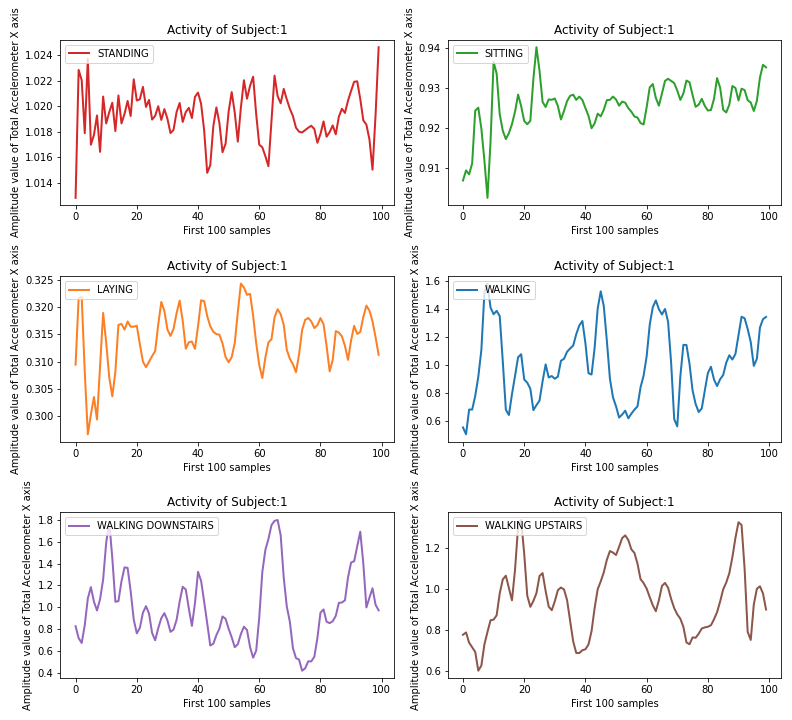 Activity of Subject:1
Amplitude value of Total Accelerometer X axis
STANDING
1.024
1.022
1.020
1.018
1.016
1.014
0 20 40 60 80 100
First 100 samples
Activity of Subject:1
Amplitude value of Total Accelerometer X axis
SITTING
0.94
0.93
0.92
0.91
0 20 40 60 80 100
First 100 samples
Activity of Subject:1
Amplitude value of Total Accelerometer X axis
LAYING
0.325
0.320
0.315
0.310
0.305
0.300
0 20 40 60 80 100
First 100 samples
Activity of Subject:1
Amplitude value of Total Accelerometer X axis
WALKING
1.6
1.4
1.2
1.0
0.8
0.6
0 20 40 60 80 100
First 100 samples
Activity of Subject:1
Amplitude value of Total Accelerometer X axis
WALKING DOWNSTAIRS
1.8
1.6
1.4
1.2
1.0
0.8
0.6
0.4
0 20 40 60 80 100
First 100 samples
Activity of Subject:1
Amplitude value of Total Accelerometer X axis
WALKING UPSTAIRS
1.2
1.0
0.8
0.6
0 20 40 60 80 100
First 100 samples